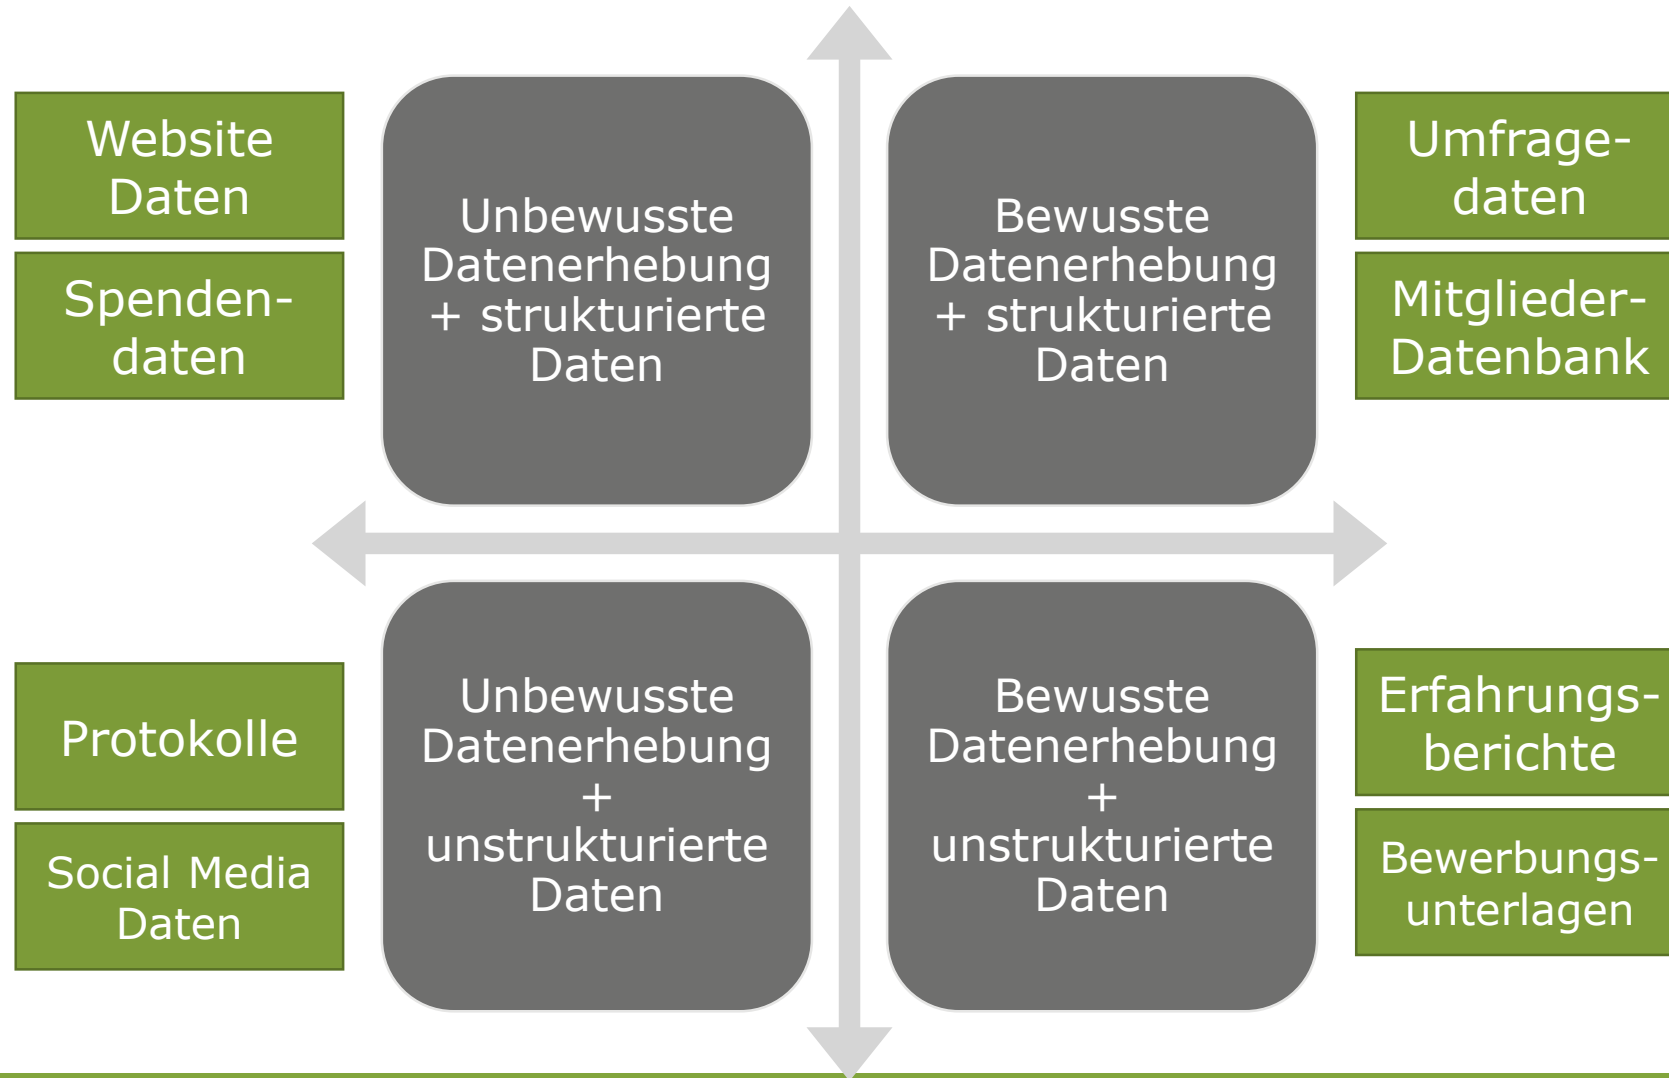 Website
Daten
Spenden-
daten
Unbewusste
Datenerhebung
+ strukturierte
Daten
Bewusste
Datenerhebung
+ strukturierte
Daten
Umfrage-
daten
Mitglieder-
Datenbank
Protokolle
Social Media
Daten
Unbewusste
Datenerhebung
+
unstrukturierte
Daten
Bewusste
Datenerhebung
+
unstrukturierte
Daten
Erfahrungs-
berichte
Bewerbungs-
unterlagen